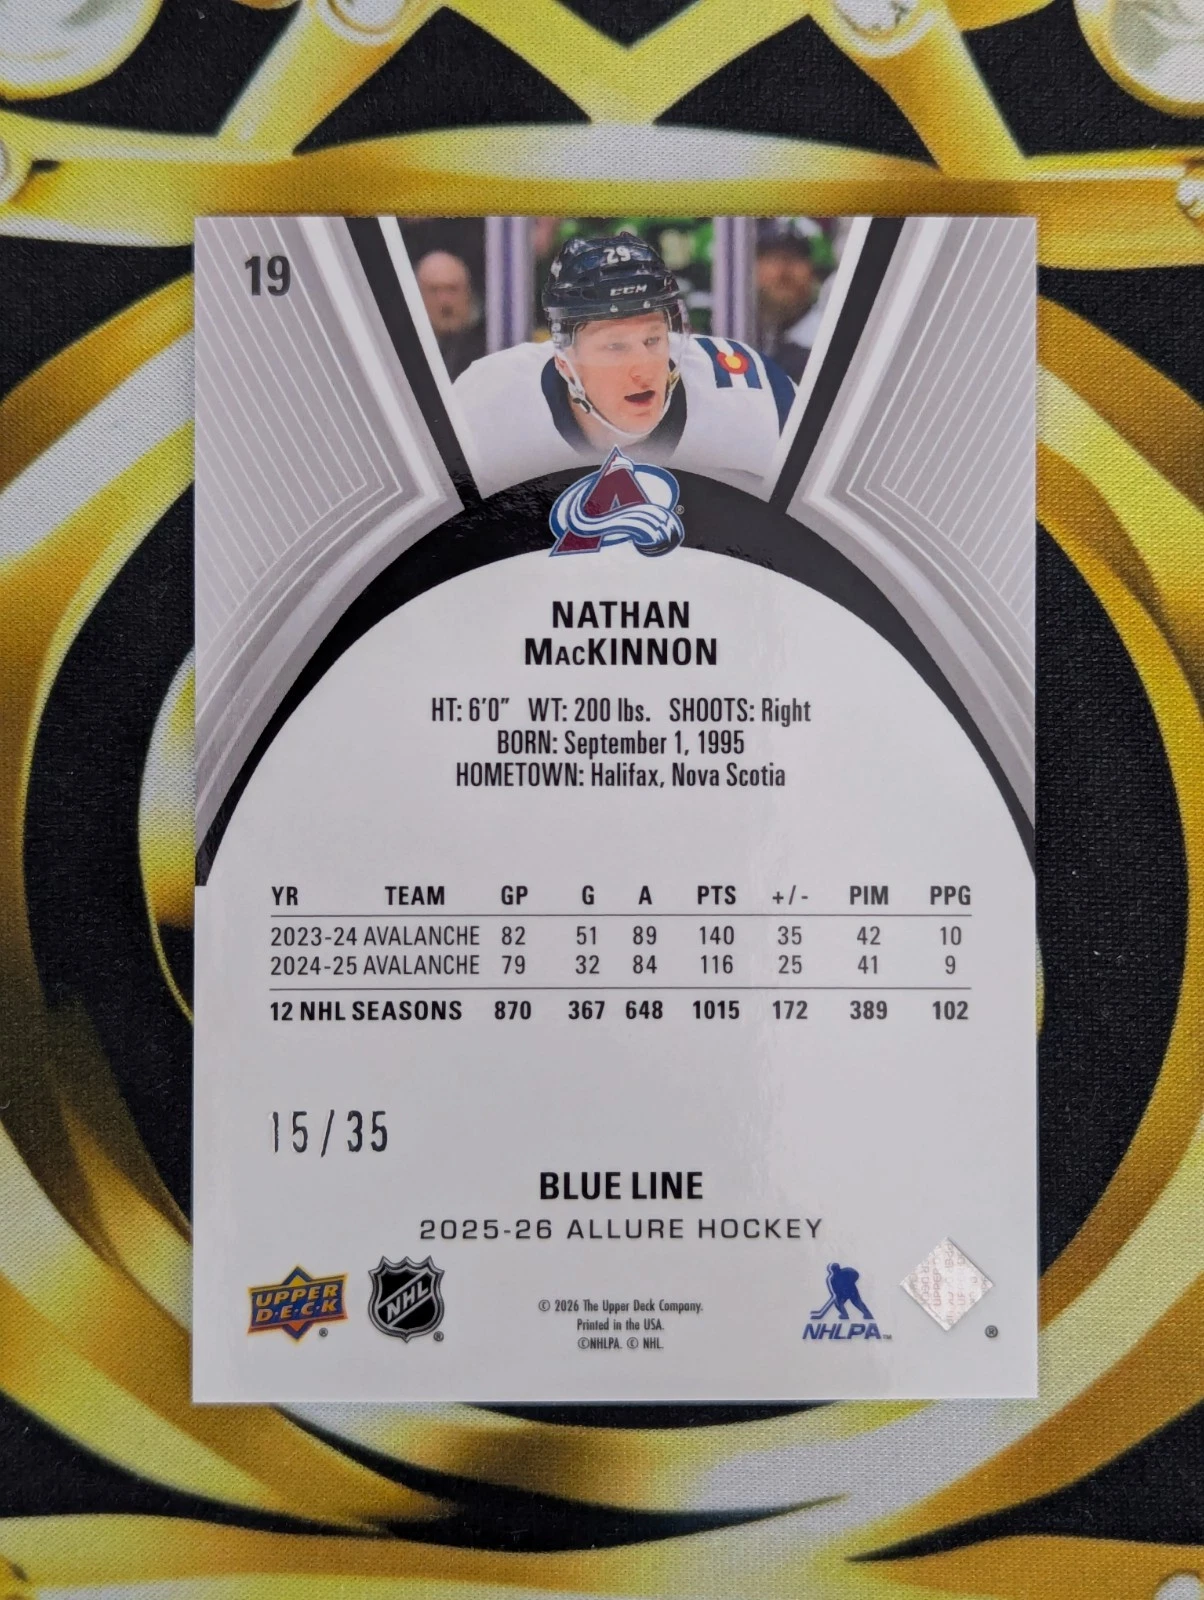 19
29
CCM
NATHAN
MacKINNON
HT: 6'0" WT: 200 lbs. SHOOTS: Right
BORN: September 1, 1995
HOMETOWN: Halifax, Nova Scotia
YR TEAM GP G A PTS +/- PIM PPG
2023-24 AVALANCHE 82 51 89 140 35 42 10
2024-25 AVALANCHE 79 32 84 116 25 41 9
12 NHL SEASONS 870 367 648 1015 172 389 102
15/35
BLUE LINE
2025-26 ALLURE HOCKEY
UPPER
D·E·C·K ®
NHL ®
© 2026 The Upper Deck Company.
Printed in the USA.
©NHLPA. © NHL.
NHLPA™
®